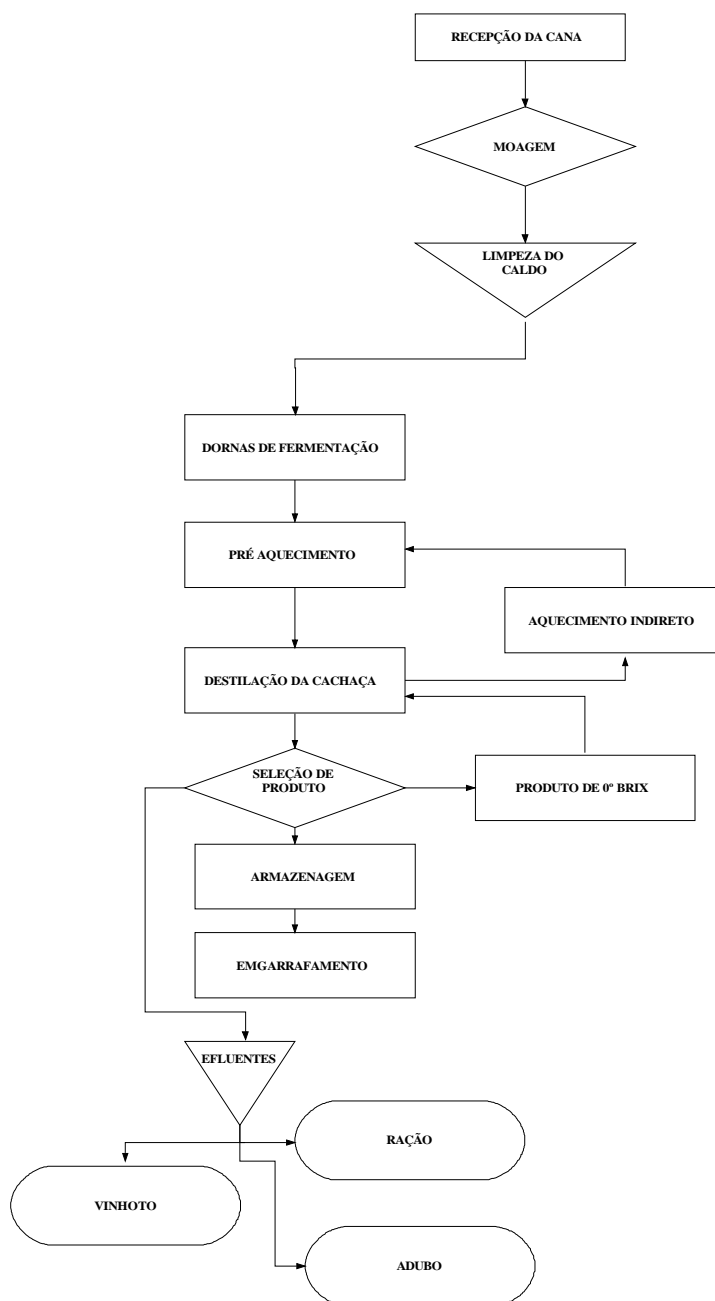 RECEPÇÃO DA CANA
MOAGEM
LIMPEZA DO
CALDO
DORNAS DE FERMENTAÇÃO
PRÉ AQUECIMENTO
AQUECIMENTO INDIRETO
DESTILAÇÃO DA CACHAÇA
SELEÇÃO DE
PRODUTO
PRODUTO DE 0º BRIX
ARMAZENAGEM
EMGARRAFAMENTO
EFLUENTES
RAÇÃO
VINHOTO
ADUBO